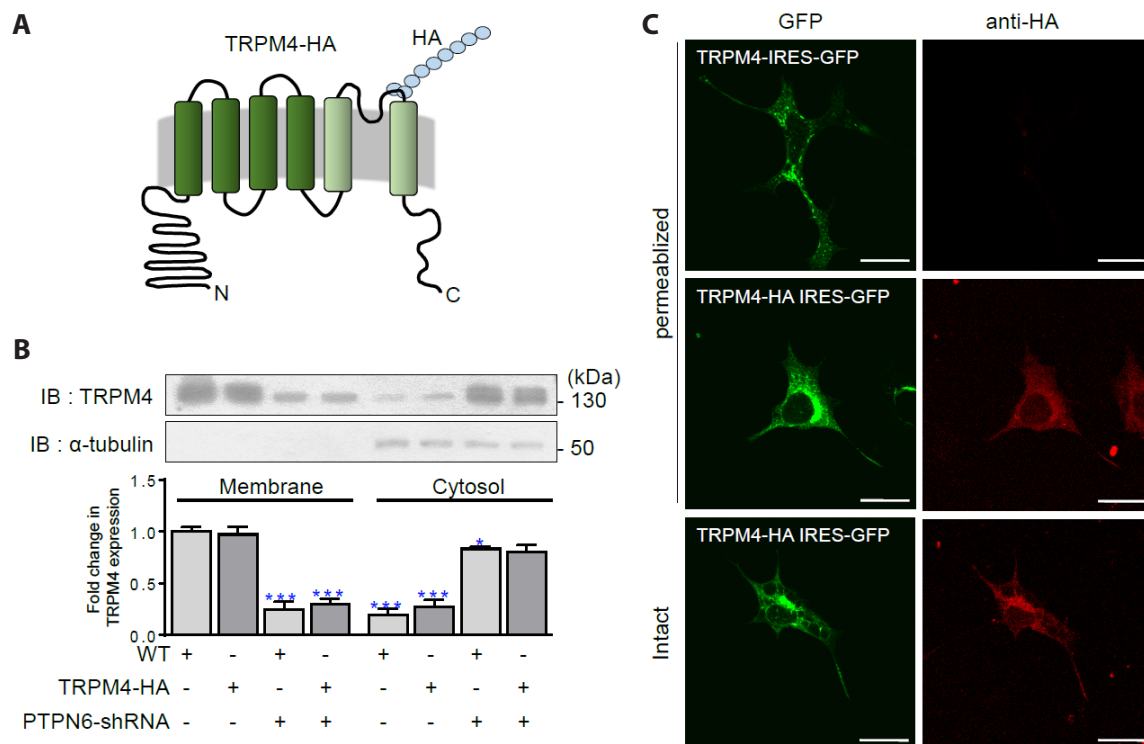 A
TRPM4-HA
HA
N
C
B
(kDa)
IB : TRPM4
- 130
IB : α-tubulin
- 50
Membrane
Cytosol
Fold change in
TRPM4 expression
1.0
0.5
0.0
*** *** *** *** *
WT + - + - + - + -
TRPM4-HA - + - + - + - +
PTPN6-shRNA - - + + - - + +
C
GFP
anti-HA
permeablized
TRPM4-IRES-GFP
TRPM4-HA IRES-GFP
Intact
TRPM4-HA IRES-GFP